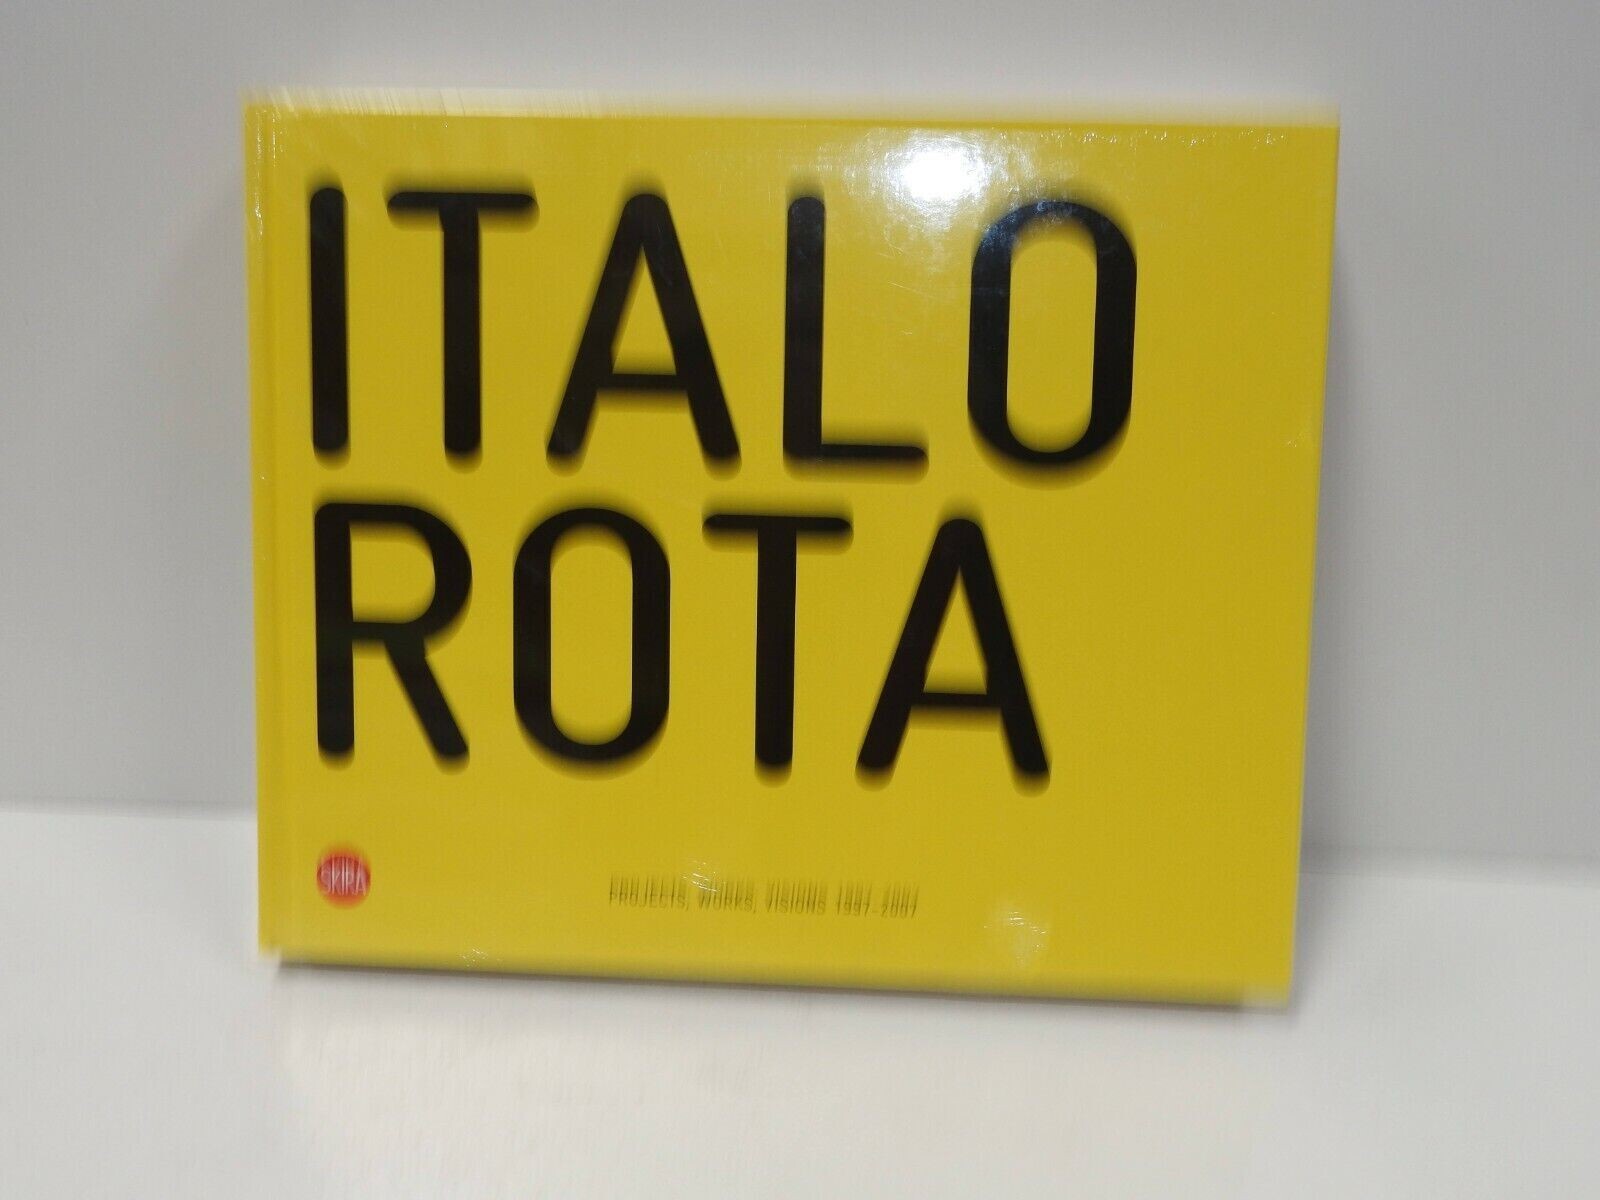 ITALO
ROTA
SKIRA
PROJECTS, WORKS, VISIONS 1997-2007